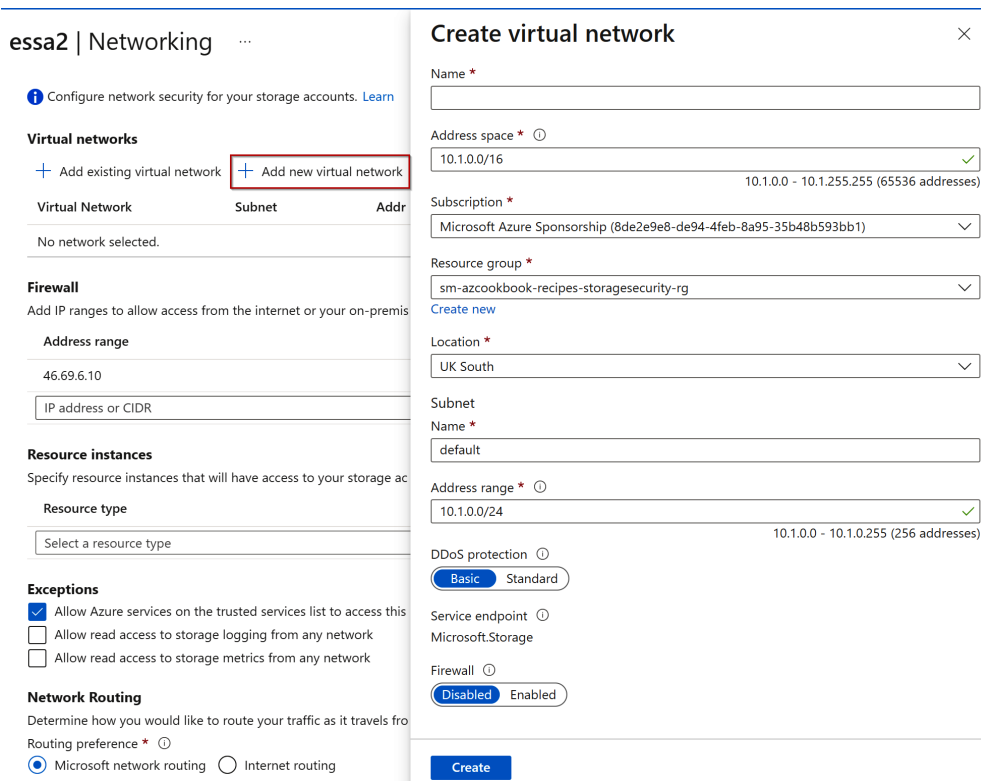 essa2 | Networking ...
Configure network security for your storage accounts. Learn
Virtual networks
Add existing virtual network
Add new virtual network
Virtual Network Subnet Addr
No network selected.
Firewall
Add IP ranges to allow access from the internet or your on-premis
Address range
46.69.6.10
IP address or CIDR
Resource instances
Specify resource instances that will have access to your storage ac
Resource type
Select a resource type
Exceptions
Allow Azure services on the trusted services list to access this
Allow read access to storage logging from any network
Allow read access to storage metrics from any network
Network Routing
Determine how you would like to route your traffic as it travels fro
Routing preference *
Microsoft network routing Internet routing
Create virtual network
Name *
Address space *
10.1.0.0/16
10.1.0.0 - 10.1.255.255 (65536 addresses)
Subscription *
Microsoft Azure Sponsorship (8de2e9e8-de94-4feb-8a95-35b48b593bb1)
Resource group *
sm-azcookbook-recipes-storagesecurity-rg
Create new
Location *
UK South
Subnet
Name *
default
Address range *
10.1.0.0/24
10.1.0.0 - 10.1.0.255 (256 addresses)
DDoS protection
Basic Standard
Service endpoint
Microsoft.Storage
Firewall
Disabled Enabled
Create